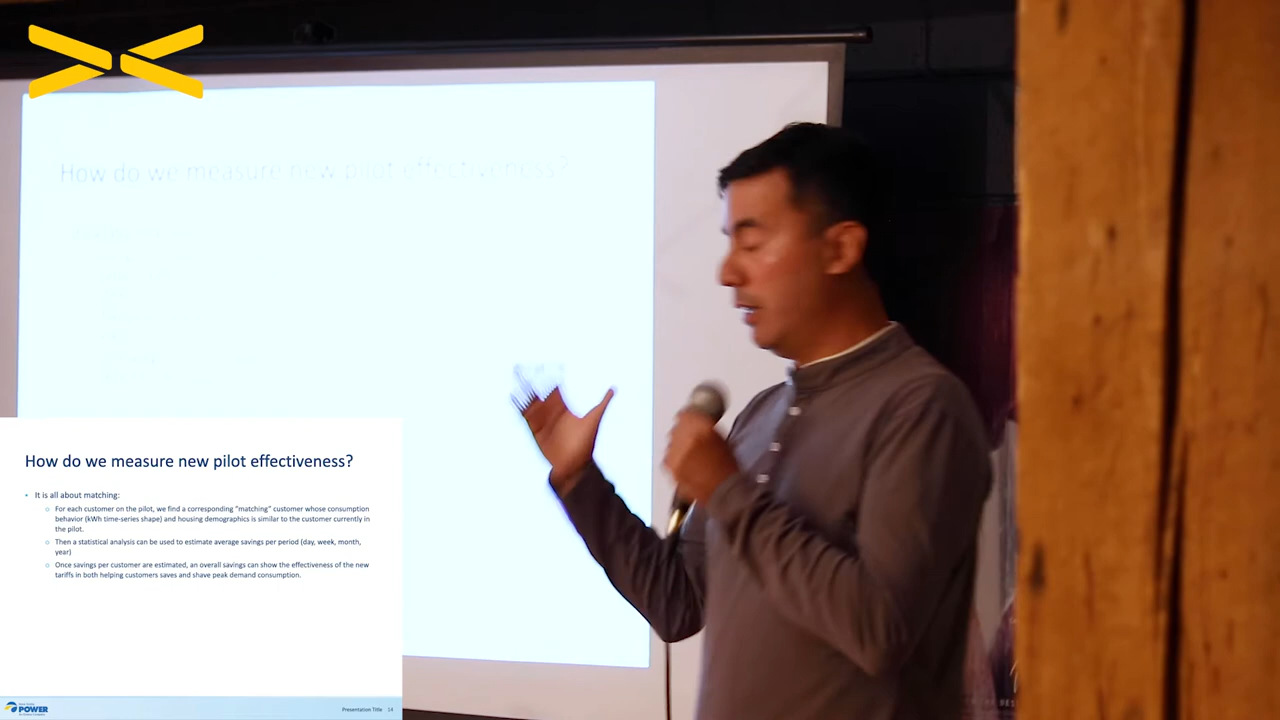 How do we measure new pilot effectiveness?
How do we measure new pilot effectiveness?
• It is all about matching:
○ For each customer on the pilot, we find a corresponding “matching” customer whose consumption
behavior (kWh time-series shape) and housing demographics is similar to the customer currently in
the pilot.
○ Then a statistical analysis can be used to estimate average savings per period (day, week, month,
year)
○ Once savings per customer are estimated, an overall savings can show the effectiveness of the new
tariffs in both helping customers saves and shave peak demand consumption.
POWER
Presentation Title 14